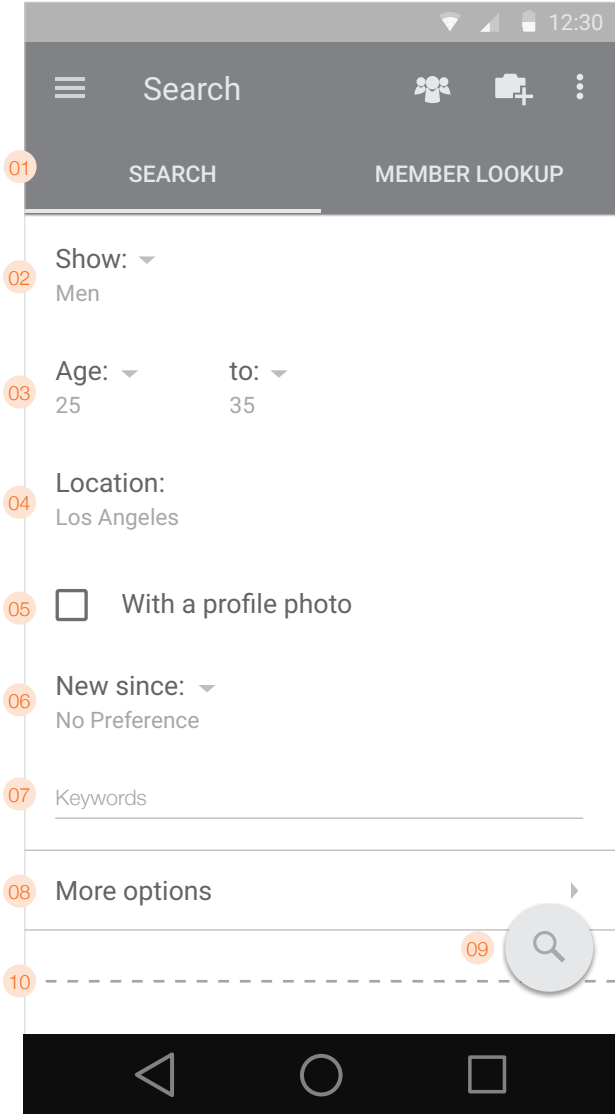 12:30
Search
01 SEARCH MEMBER LOOKUP
Show:
02
Men
Age: to:
03
25 35
Location:
04
Los Angeles
05 With a profile photo
New since:
06
No Preference
07 Keywords
08 More options
09
10